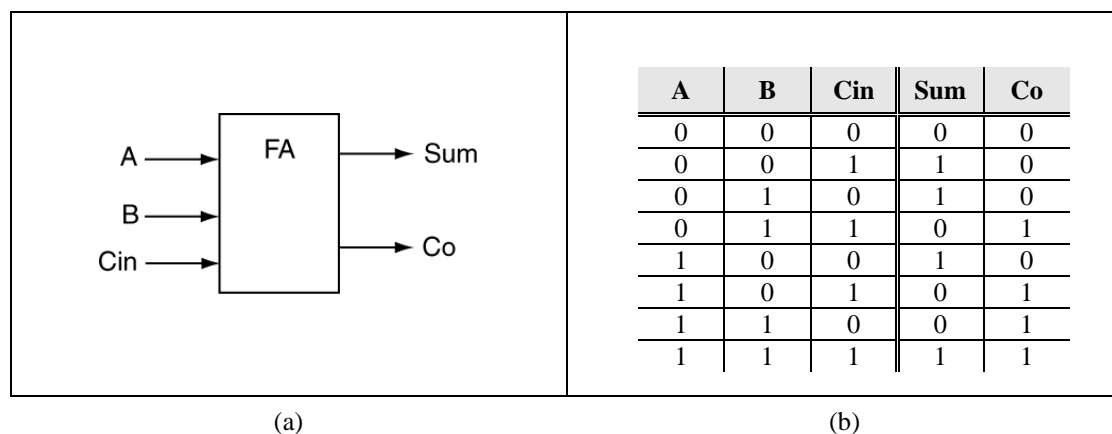 FA
A
B
Cin
Sum
Co
A B Cin Sum Co
0 0 0 0 0
0 0 1 1 0
0 1 0 1 0
0 1 1 0 1
1 0 0 1 0
1 0 1 0 1
1 1 0 0 1
1 1 1 1 1
(a)
(b)